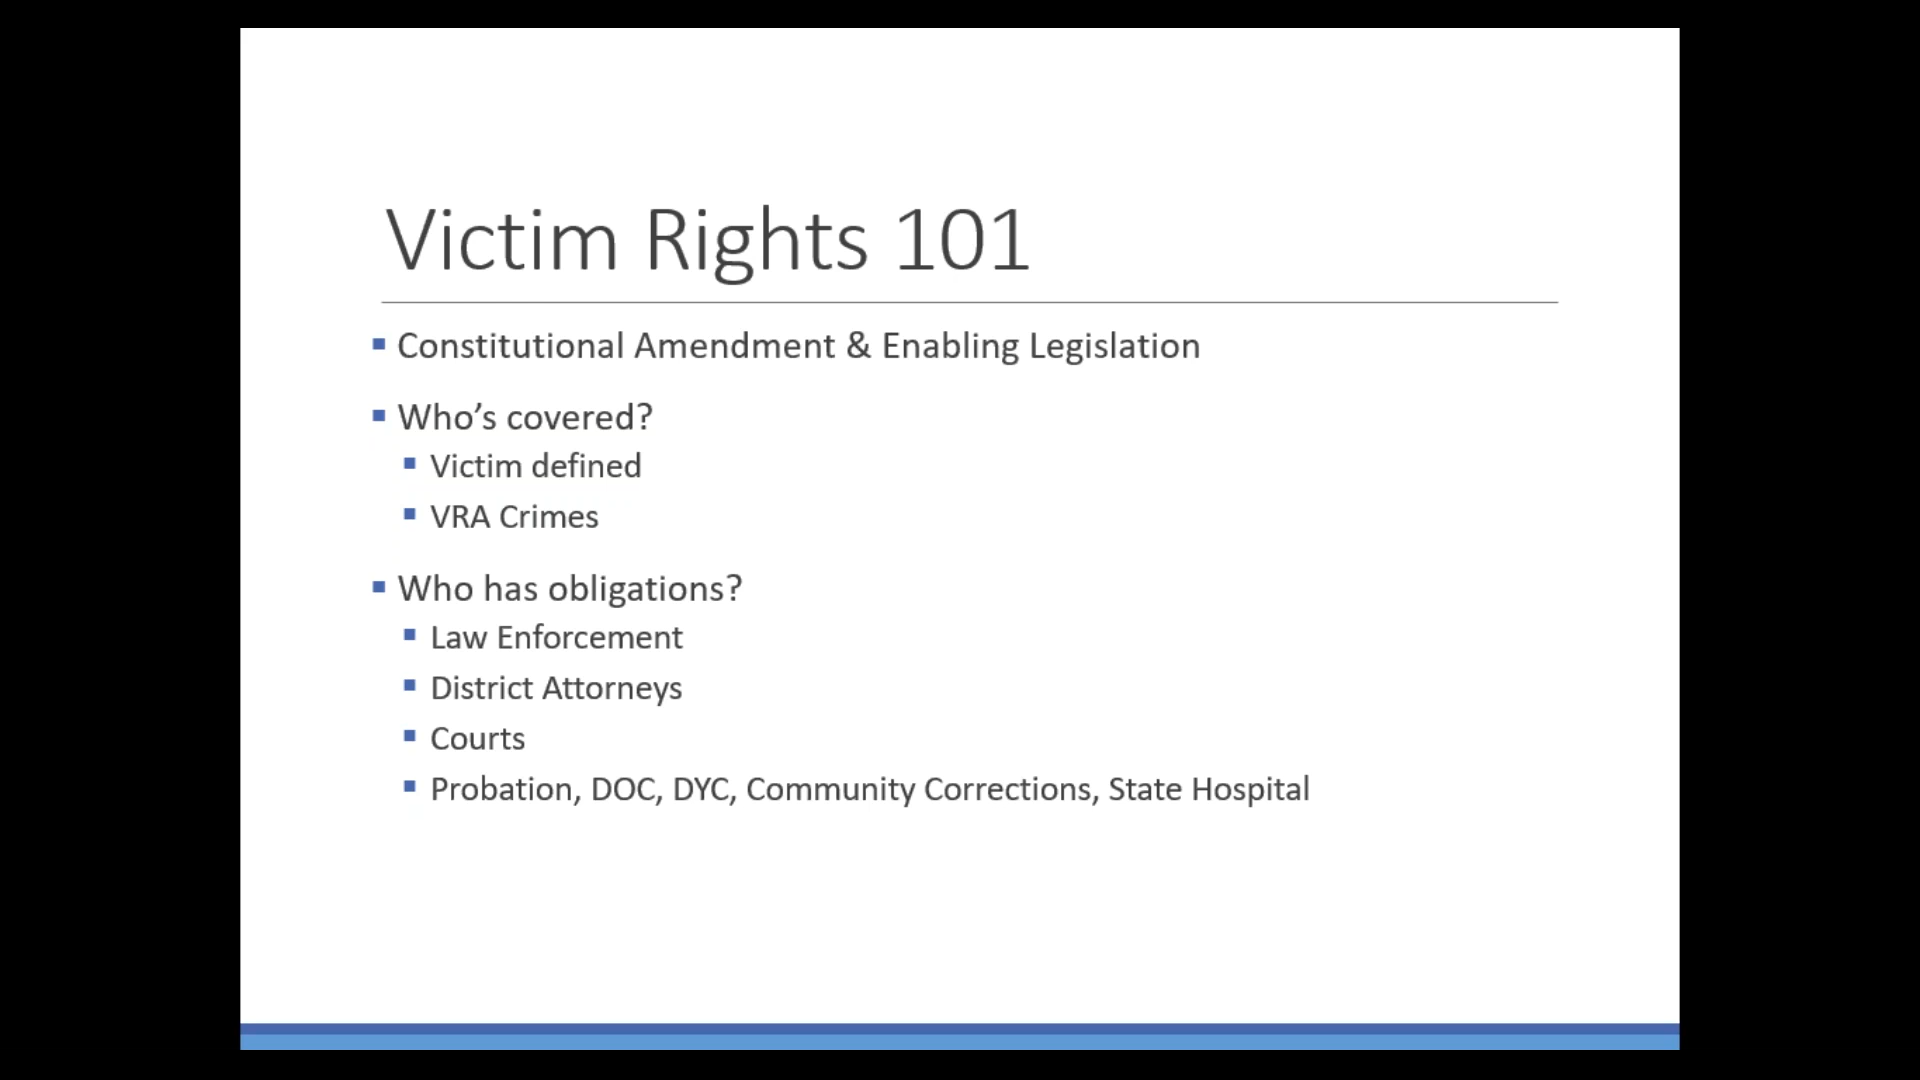 Victim Rights 101
Constitutional Amendment & Enabling Legislation
Who’s covered?
Victim defined
VRA Crimes
Who has obligations?
Law Enforcement
District Attorneys
Courts
Probation, DOC, DYC, Community Corrections, State Hospital